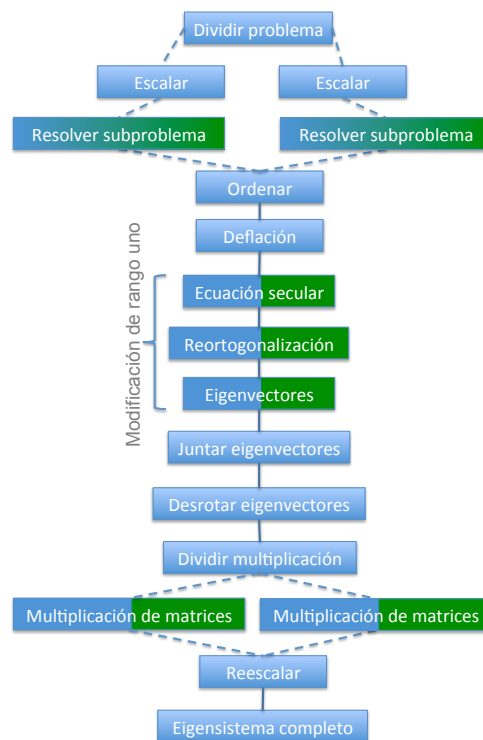 Dividir problema
Escalar
Escalar
Resolver subproblema
Resolver subproblema
Ordenar
Deflación
Modificación de rango uno
Ecuación secular
Reortogonalización
Eigenvectores
Juntar eigenvectores
Desrotar eigenvectores
Dividir multiplicación
Multiplicación de matrices
Multiplicación de matrices
Reescalar
Eigensistema completo